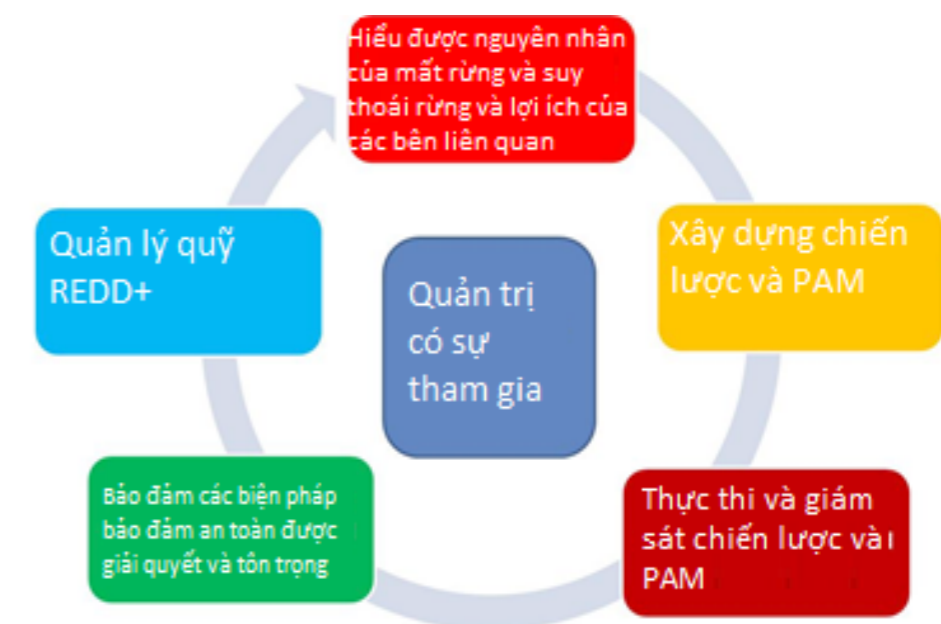 Hiểu được nguyên nhân
của mất rừng và suy
thoái rừng và lợi ích của
các bên liên quan
Xây dựng chiến
lược và PAM
Thực thi và giám
sát chiến lược và
PAM
Bảo đảm các biện pháp
bảo đảm an toàn được
giải quyết và tôn trọng
Quản lý quỹ
REDD+
Quản trị
có sự
tham gia